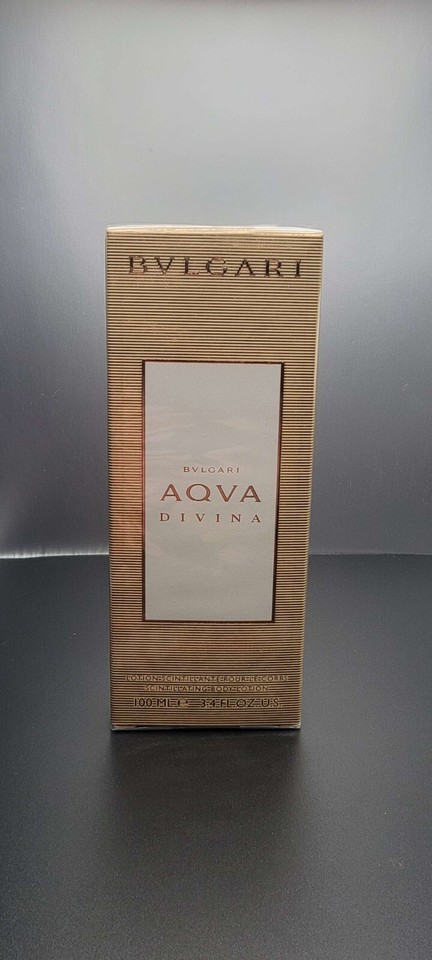 BVLGARI
BVLGARI
AQVA
DIVINA
LOTION SCINTILLANTE POUR LE CORPS
SCINTILLATING BODY LOTION
100 ML e 3.4 FL. OZ. U.S.